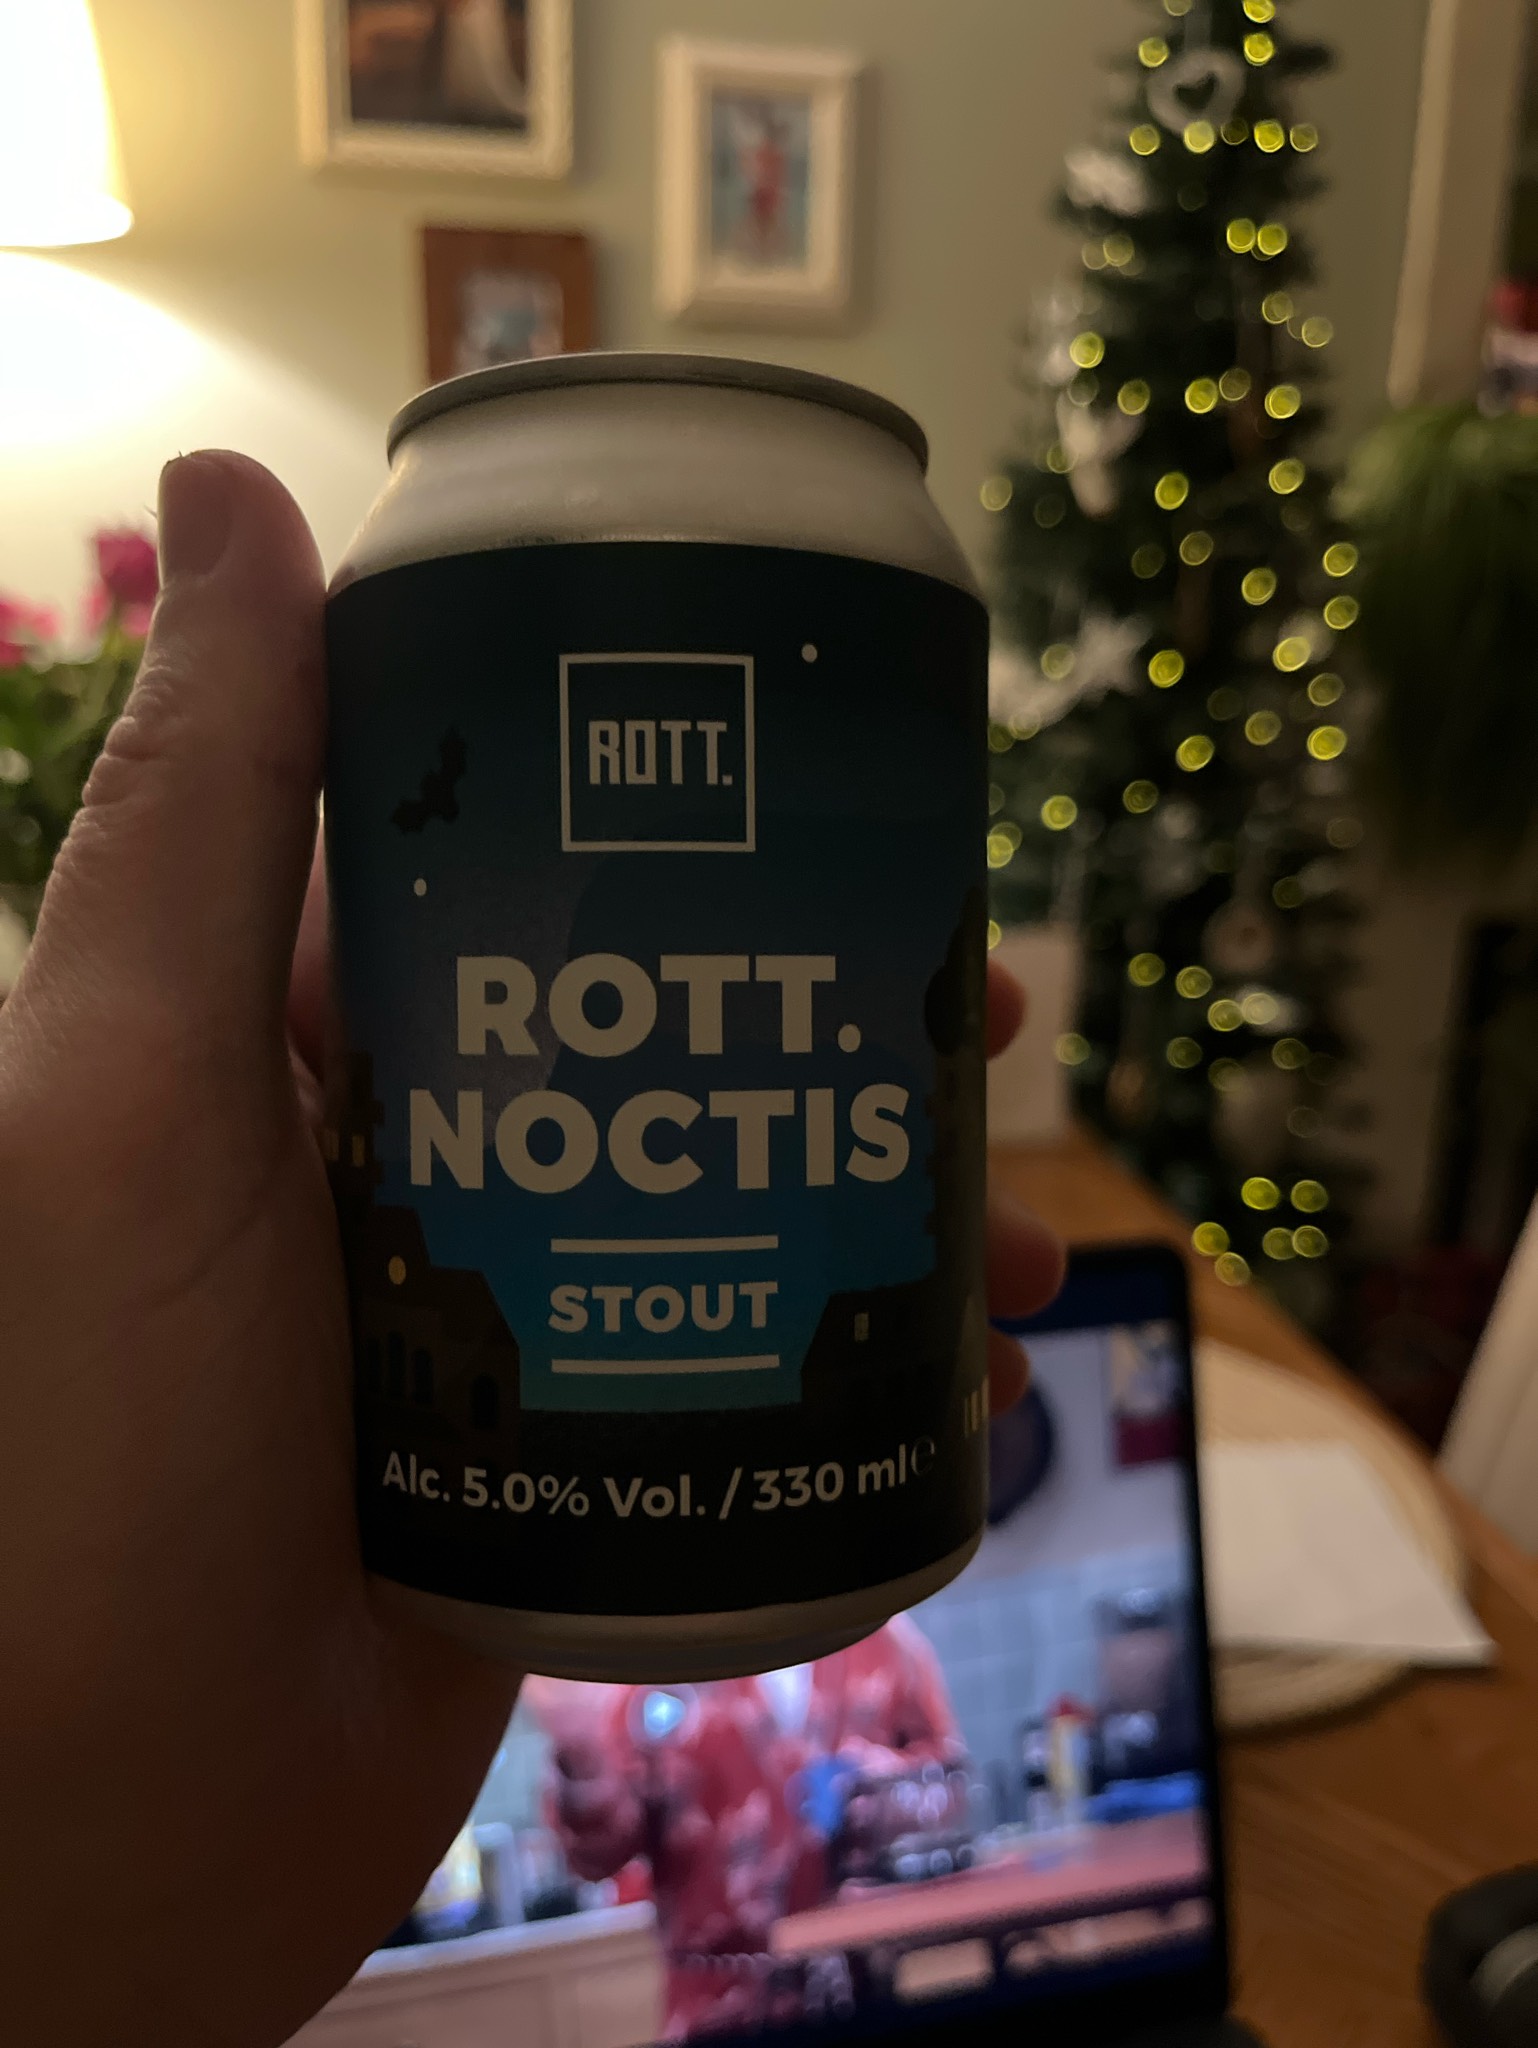 ROTT.
ROTT.
NOCTIS
STOUT
Alc. 5.0% Vol. / 330 ml ℮